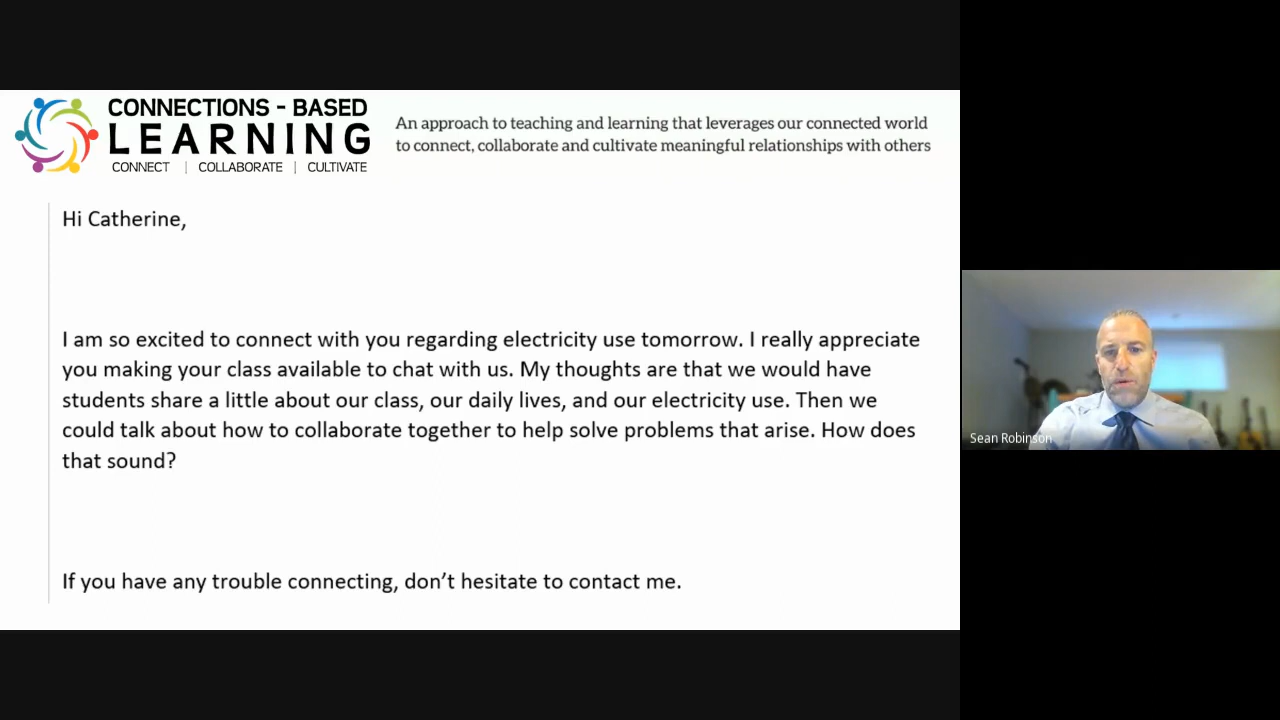 CONNECTIONS - BASED
LEARNING
CONNECT | COLLABORATE | CULTIVATE
An approach to teaching and learning that leverages our connected world
to connect, collaborate and cultivate meaningful relationships with others
Hi Catherine,
I am so excited to connect with you regarding electricity use tomorrow. I really appreciate
you making your class available to chat with us. My thoughts are that we would have
students share a little about our class, our daily lives, and our electricity use. Then we
could talk about how to collaborate together to help solve problems that arise. How does
that sound?
If you have any trouble connecting, don’t hesitate to contact me.
Sean Robinson